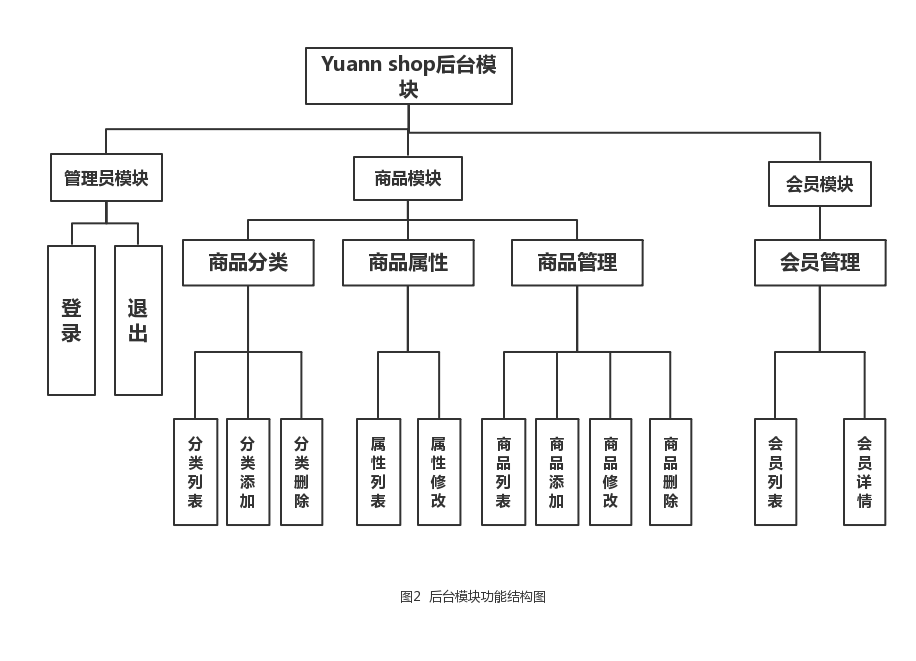 Yuann shop后台模
块
管理员模块
商品模块
会员模块
商品分类
商品属性
商品管理
会员管理
登录
退出
分类列表
分类添加
分类删除
属性列表
属性修改
商品列表
商品添加
商品修改
商品删除
会员列表
会员详情
图2 后台模块功能结构图